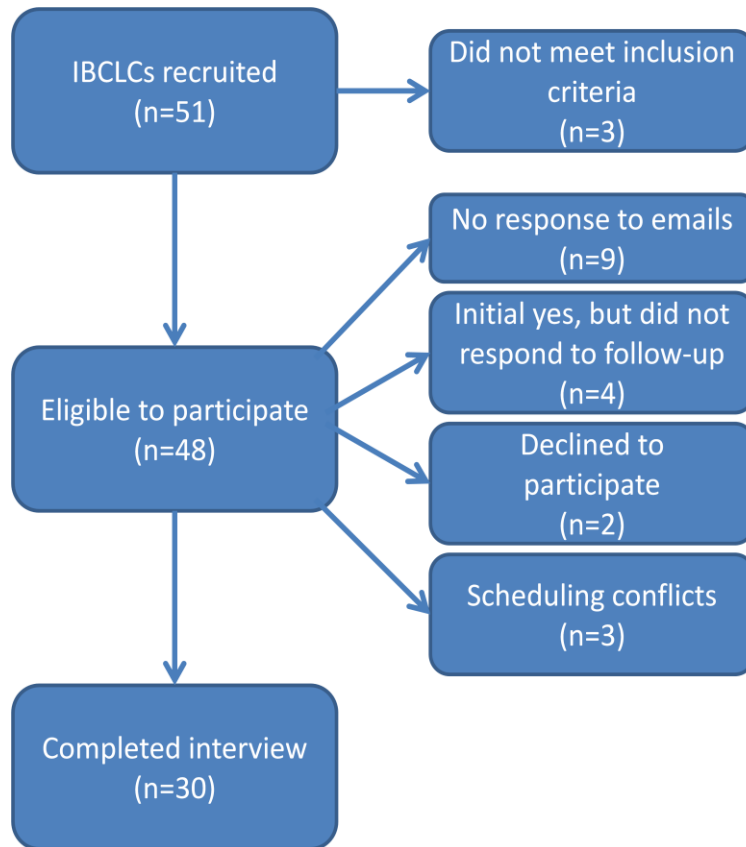 IBCLCs recruited
(n=51)
Did not meet inclusion
criteria
(n=3)
No response to emails
(n=9)
Initial yes, but did not
respond to follow-up
(n=4)
Eligible to participate
(n=48)
Declined to
participate
(n=2)
Scheduling conflicts
(n=3)
Completed interview
(n=30)